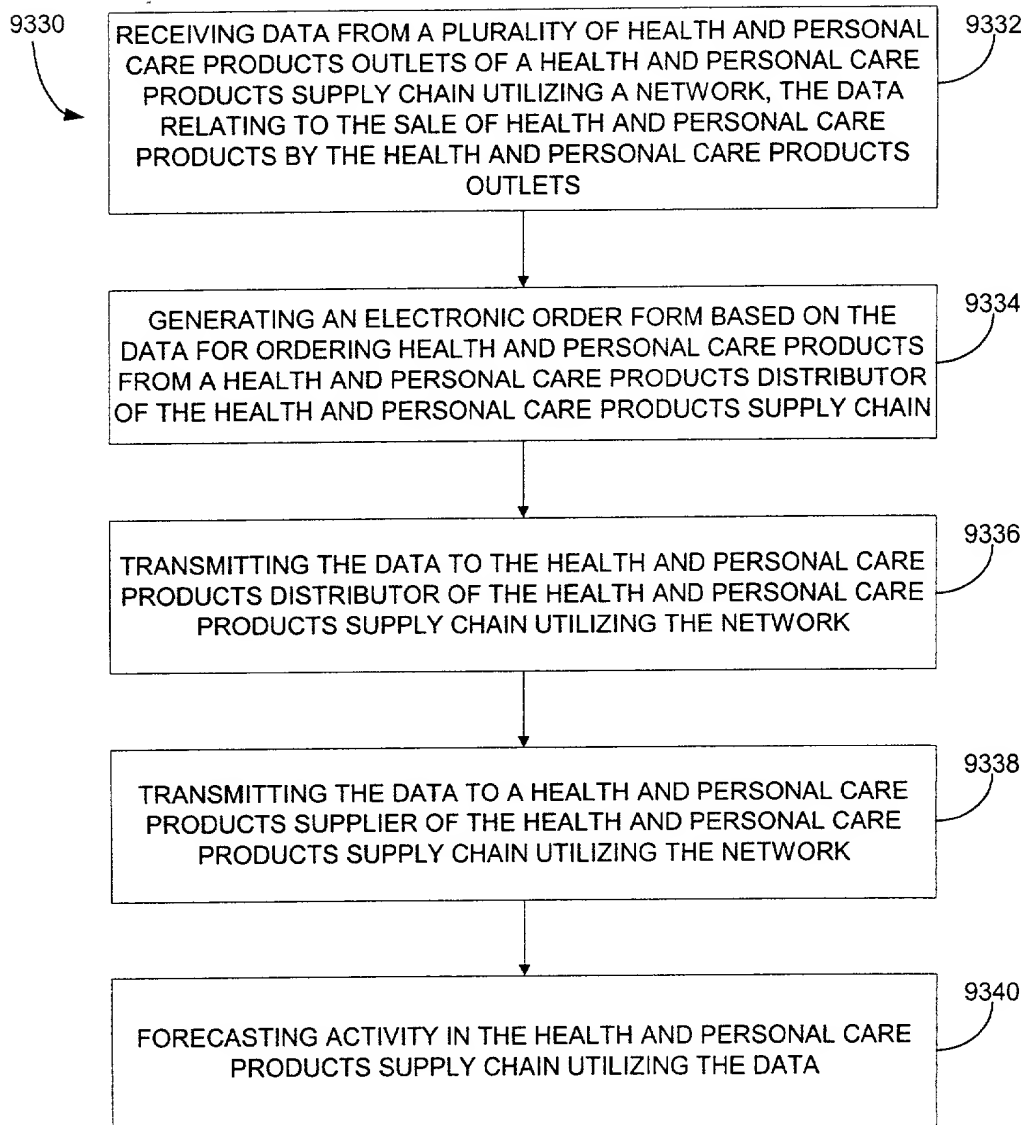 9330
RECEIVING DATA FROM A PLURALITY OF HEALTH AND PERSONAL
CARE PRODUCTS OUTLETS OF A HEALTH AND PERSONAL CARE
PRODUCTS SUPPLY CHAIN UTILIZING A NETWORK, THE DATA
RELATING TO THE SALE OF HEALTH AND PERSONAL CARE
PRODUCTS BY THE HEALTH AND PERSONAL CARE PRODUCTS
OUTLETS
9332
GENERATING AN ELECTRONIC ORDER FORM BASED ON THE
DATA FOR ORDERING HEALTH AND PERSONAL CARE PRODUCTS
FROM A HEALTH AND PERSONAL CARE PRODUCTS DISTRIBUTOR
OF THE HEALTH AND PERSONAL CARE PRODUCTS SUPPLY CHAIN
9334
TRANSMITTING THE DATA TO THE HEALTH AND PERSONAL CARE
PRODUCTS DISTRIBUTOR OF THE HEALTH AND PERSONAL CARE
PRODUCTS SUPPLY CHAIN UTILIZING THE NETWORK
9336
TRANSMITTING THE DATA TO A HEALTH AND PERSONAL CARE
PRODUCTS SUPPLIER OF THE HEALTH AND PERSONAL CARE
PRODUCTS SUPPLY CHAIN UTILIZING THE NETWORK
9338
FORECASTING ACTIVITY IN THE HEALTH AND PERSONAL CARE
PRODUCTS SUPPLY CHAIN UTILIZING THE DATA
9340